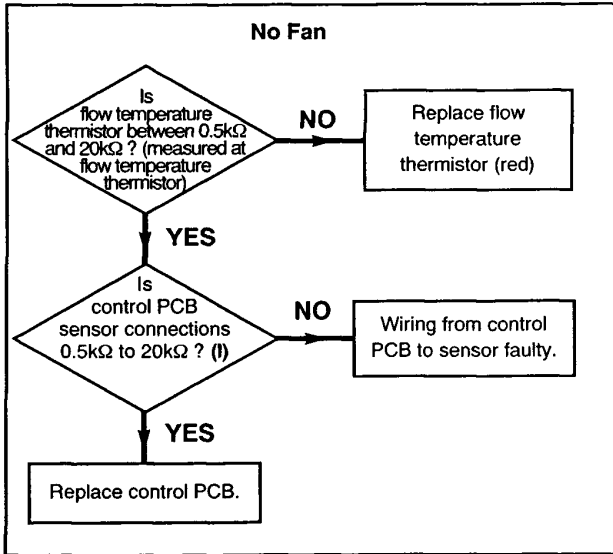 No Fan
Is
flow temperature
thermistor between 0.5kΩ
and 20kΩ ? (measured at
flow temperature
thermistor)
NO
Replace flow
temperature
thermistor (red)
YES
Is
control PCB
sensor connections
0.5kΩ to 20kΩ ? (I)
NO
Wiring from control
PCB to sensor faulty.
YES
Replace control PCB.